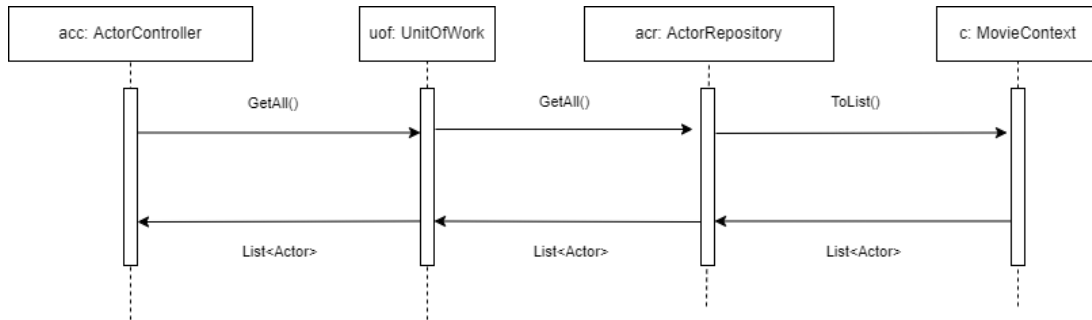 acc: ActorController
uof: UnitOfWork
acr: ActorRepository
c: MovieContext
GetAll()
GetAll()
ToList()
List<Actor>
List<Actor>
List<Actor>